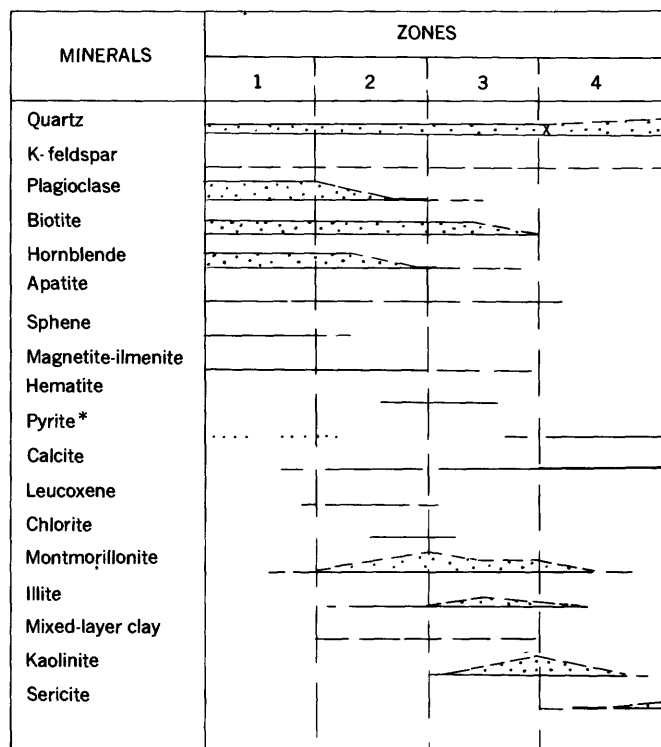 MINERALS
ZONES
1 2 3 4
Quartz
x
K-feldspar
Plagioclase
Biotite
Hornblende
Apatite
Sphene
Magnetite-ilmenite
Hematite
Pyrite*
Calcite
Leucoxene
Chlorite
Montmorillonite
Illite
Mixed-layer clay
Kaolinite
Sericite